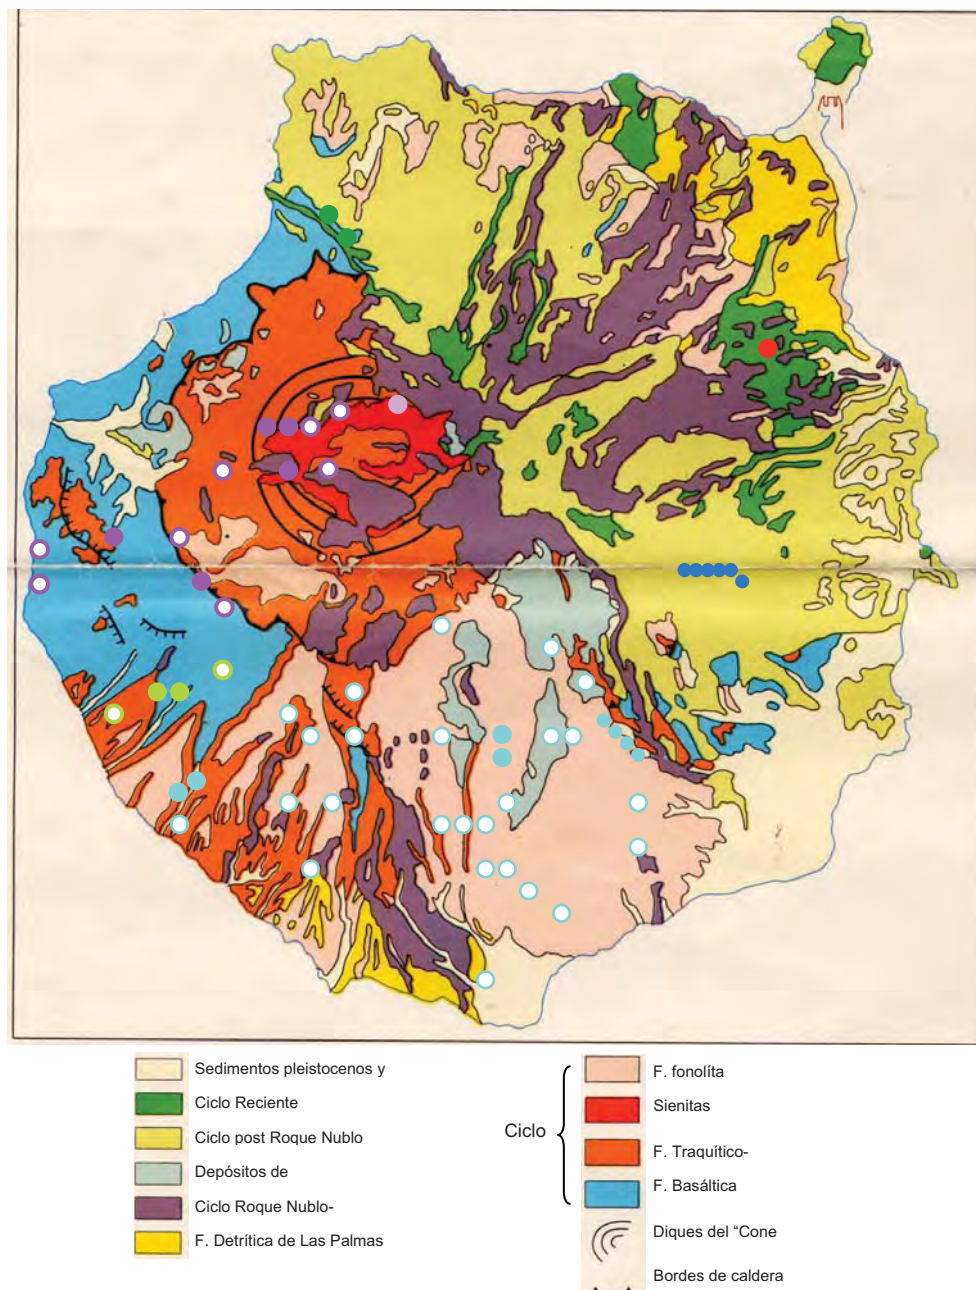 Sedimentos pleistocenos y
Ciclo Reciente
Ciclo post Roque Nublo
Depósitos de
Ciclo Roque Nublo-
F. Detrítica de Las Palmas
Ciclo
F. fonolíta
Sienitas
F. Traquítico-
F. Basáltica
Diques del “Cone
Bordes de caldera